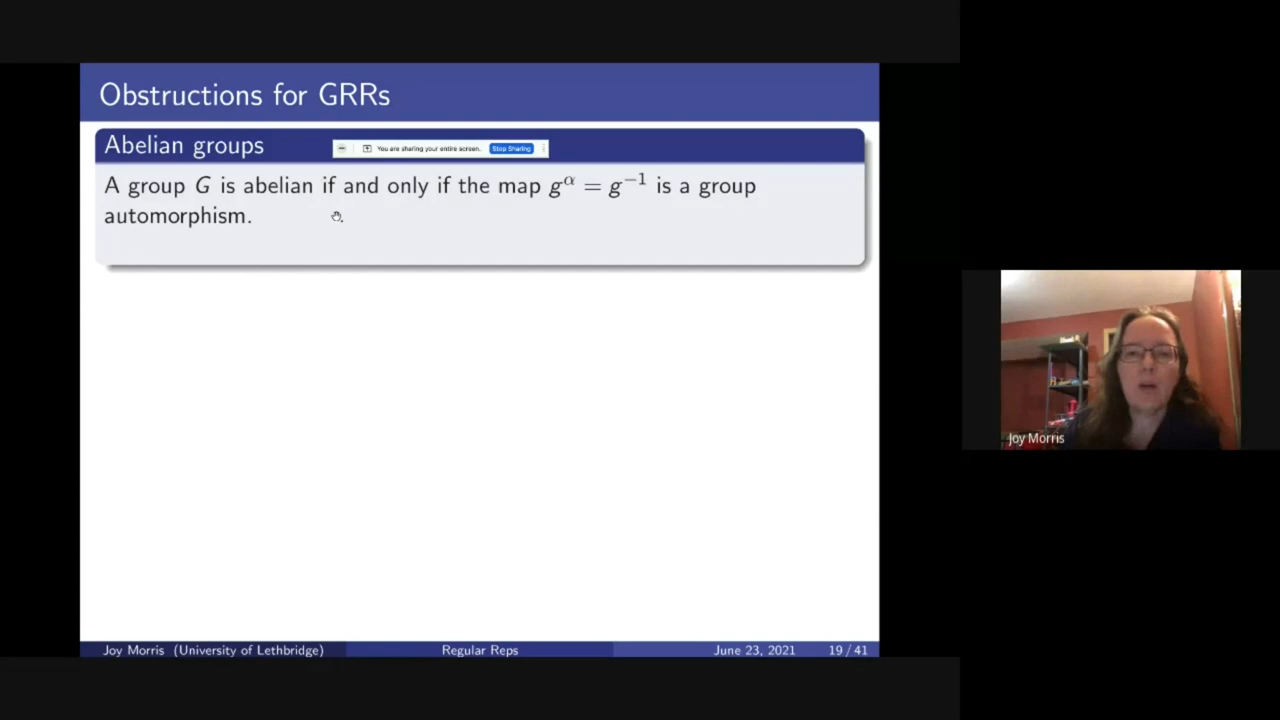 Obstructions for GRRs
Abelian groups
You are sharing your entire screen. Stop Sharing
A group G is abelian if and only if the map g^α = g^−1 is a group
automorphism.
Joy Morris
Joy Morris (University of Lethbridge) Regular Reps June 23, 2021 19 / 41